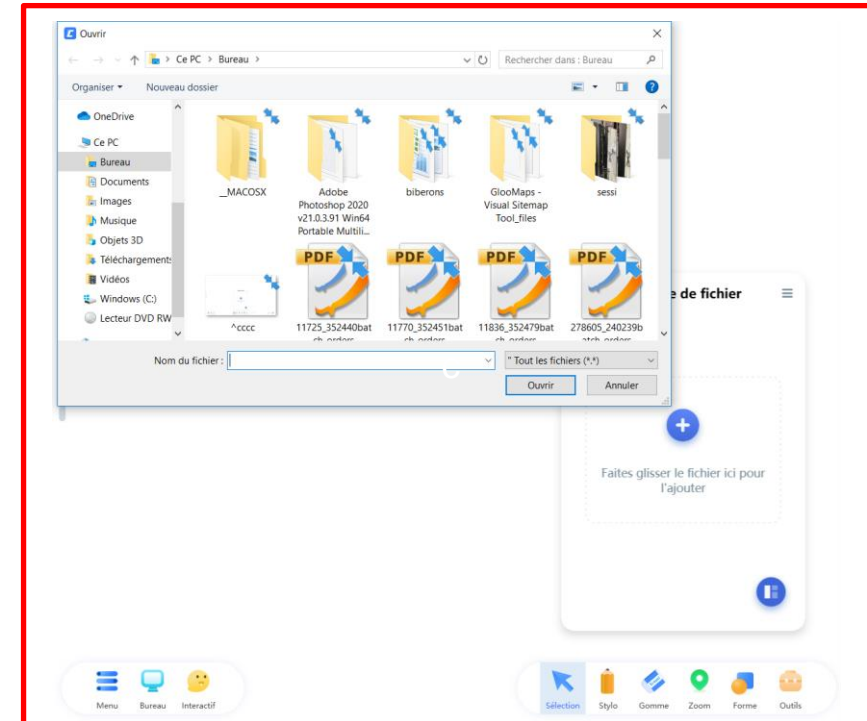 Ouvrir
Ce PC > Bureau >
Rechercher dans : Bureau
Organiser
Nouveau dossier
OneDrive
Ce PC
Bureau
Documents
Images
Musique
Objets 3D
Téléchargements
Vidéos
Windows (C:)
Lecteur DVD RW
__MACOSX
Adobe
Photoshop 2020
v21.0.3.91 Win64
Portable Multili...
biberons
GlooMaps -
Visual Sitemap
Tool_files
sessi
PDF
PDF
PDF
PDF
^cccc
11725_352440bat
ch_orders
11770_352451bat
ch_orders
11836_352479bat
ch_orders
278605_240239b
atch_orders
Nom du fichier :
" Tout les fichiers (*.*)
Ouvrir
Annuler
e de fichier
Faites glisser le fichier ici pour
l'ajouter
Menu
Bureau
Interactif
Sélection
Stylo
Gomme
Zoom
Forme
Outils